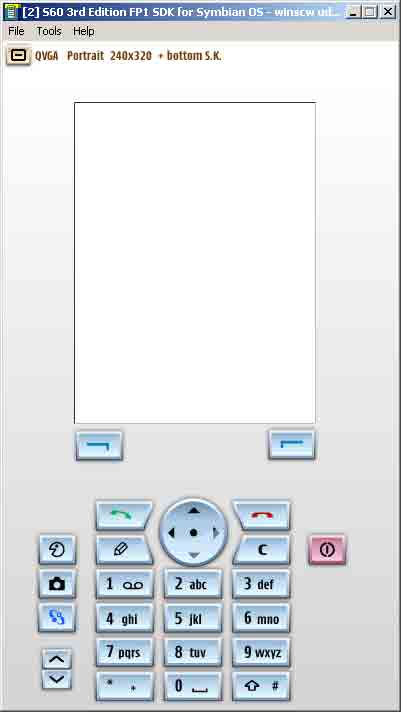 [2] S60 3rd Edition FP1 SDK for Symbian OS - winscw ud...
File Tools Help
QVGA Portrait 240x320 + bottom S.K.
C
1
2 abc
3 def
4 ghi
5 jkl
6 mno
7 pqrs
8 tuv
9 wxyz
* +
0
#